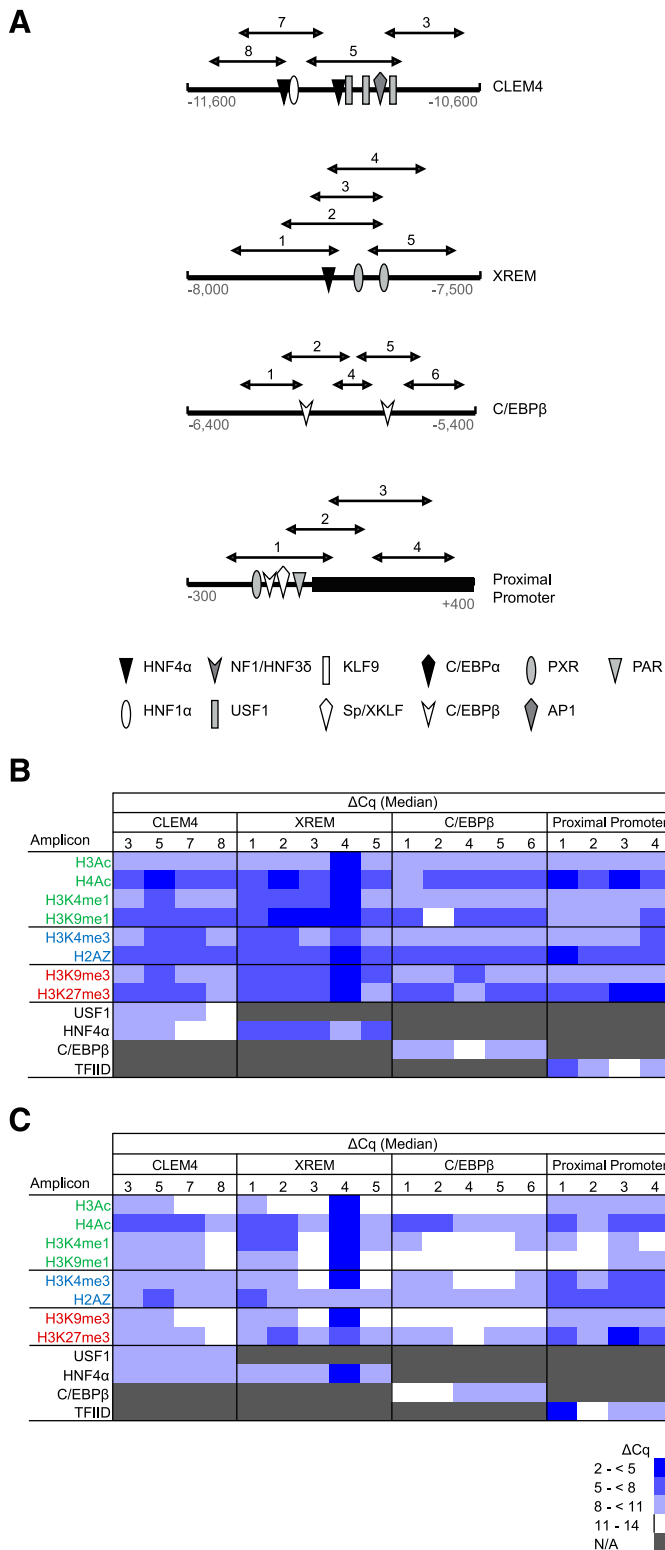 A
7
3
8
5
CLEM4
-11,600
-10,600
4
3
2
1
5
XREM
-8,000
-7,500
2
5
1
4
6
C/EBPβ
-6,400
-5,400
3
2
1
4
Proximal
Promoter
-300
+400
HNF4α NF1/HNF3δ KLF9 C/EBPα PXR PAR
HNF1α USF1 Sp/XKLF C/EBPβ AP1
B
ΔCq (Median)
CLEM4 XREM C/EBPβ Proximal Promoter
Amplicon 3 5 7 8 1 2 3 4 5 1 2 4 5 6 1 2 3 4
H3Ac
H4Ac
H3K4me1
H3K9me1
H3K4me3
H2AZ
H3K9me3
H3K27me3
USF1
HNF4α
C/EBPβ
TFIID
C
ΔCq (Median)
CLEM4 XREM C/EBPβ Proximal Promoter
Amplicon 3 5 7 8 1 2 3 4 5 1 2 4 5 6 1 2 3 4
H3Ac
H4Ac
H3K4me1
H3K9me1
H3K4me3
H2AZ
H3K9me3
H3K27me3
USF1
HNF4α
C/EBPβ
TFIID
ΔCq
2 - < 5
5 - < 8
8 - < 11
11 - 14
N/A